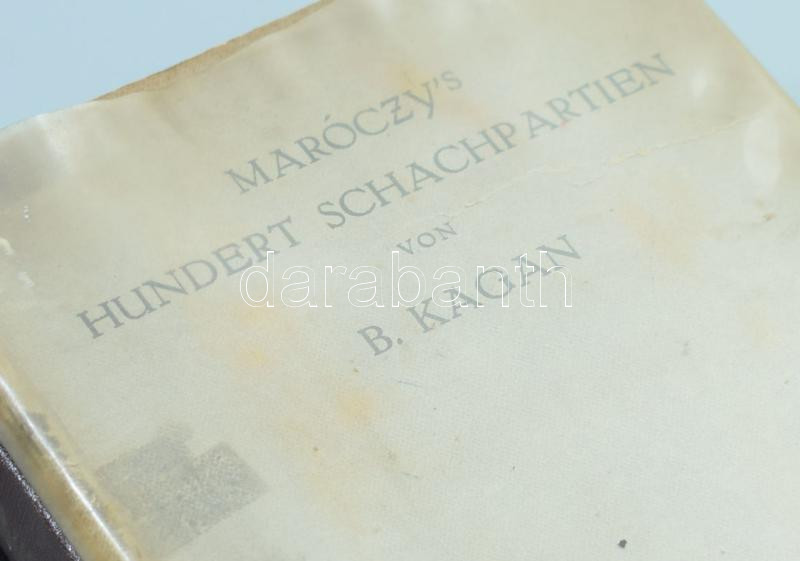 MARÓCZY's
HUNDERT SCHACHPARTIEN
VON
B. KAGAN
darabanth